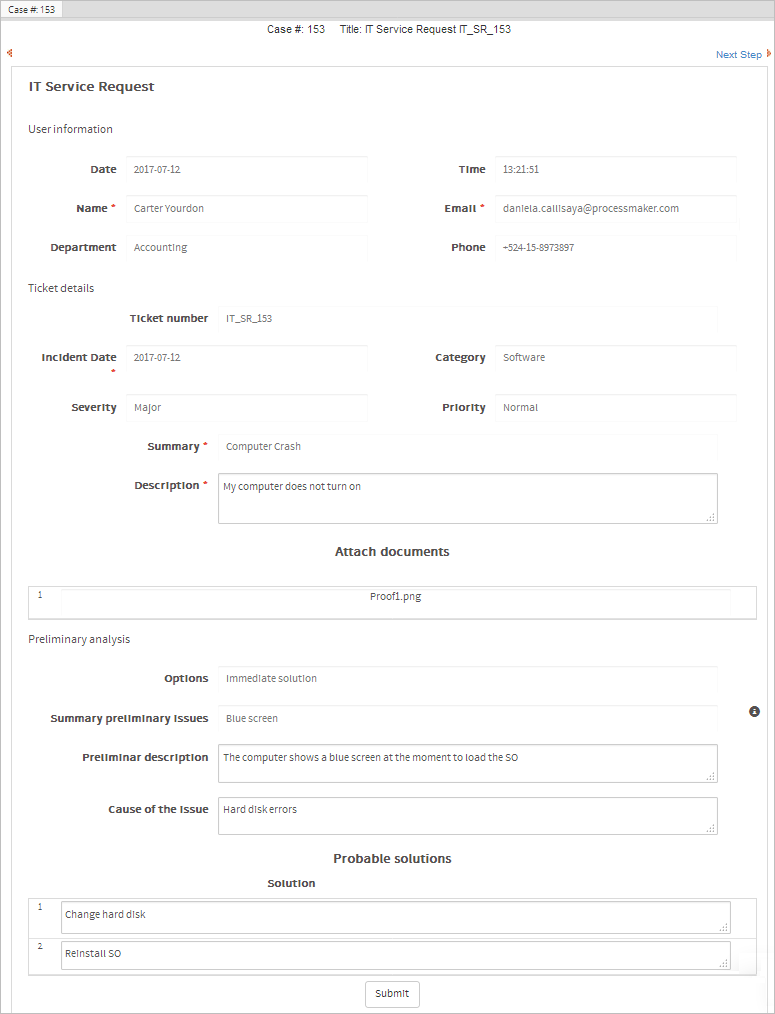 Case #: 153
Case #: 153 Title: IT Service Request IT_SR_153
Next Step
IT Service Request
User information
Date 2017-07-12 Time 13:21:51
Name * Carter Yourdon Email * daniela.callisaya@processmaker.com
Department Accounting Phone +524-15-8973897
Ticket details
Ticket number IT_SR_153
Incident Date * 2017-07-12 Category Software
Severity Major Priority Normal
Summary * Computer Crash
Description * My computer does not turn on
Attach documents
1 Proof1.png
Preliminary analysis
Options Immediate solution
Summary preliminary issues Blue screen
Preliminar description The computer shows a blue screen at the moment to load the SO
Cause of the issue Hard disk errors
Probable solutions
Solution
1 Change hard disk
2 Reinstall SO
Submit